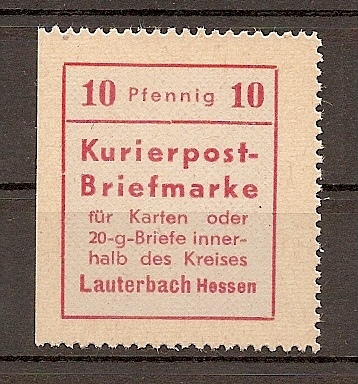 10 Pfennig 10
Kurierpost-
Briefmarke
für Karten oder
20-g-Briefe inner-
halb des Kreises
Lauterbach Hessen